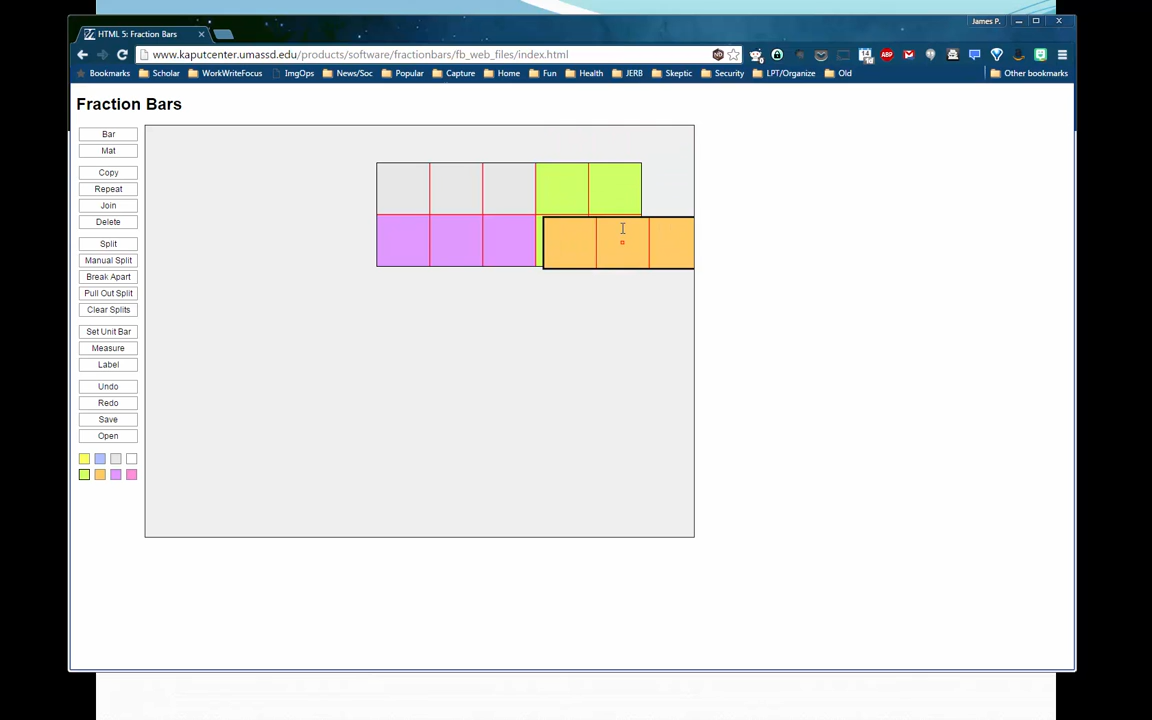 James P.
HTML 5: Fraction Bars
www.kaputcenter.umassd.edu/products/software/fractionbars/fb_web_files/index.html
Bookmarks Scholar WorkWriteFocus ImgOps News/Soc Popular Capture Home Fun Health JERB Skeptic Security LPT/Organize Old Other bookmarks
Fraction Bars
Bar
Mat
Copy
Repeat
Join
Delete
Split
Manual Split
Break Apart
Pull Out Split
Clear Splits
Set Unit Bar
Measure
Label
Undo
Redo
Save
Open